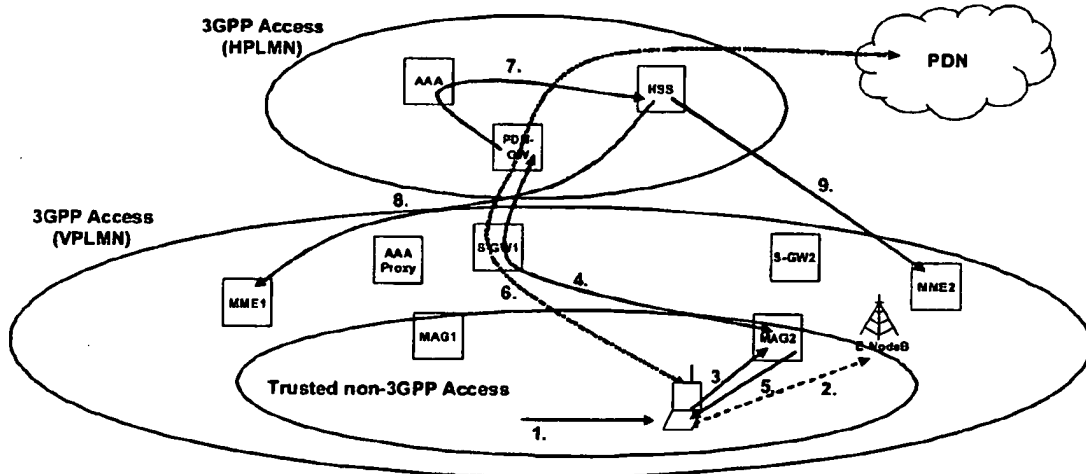 3GPP Access
(HPLMN)
7.
AAA
HSS
PDN
PDN-
GW
9.
8.
3GPP Access
(VPLMN)
AAA
Proxy
S-GW1
S-GW2
4.
6.
MME1
MME2
MAG1
MAG2
E-NodeB
3.
5.
2.
Trusted non-3GPP Access
1.